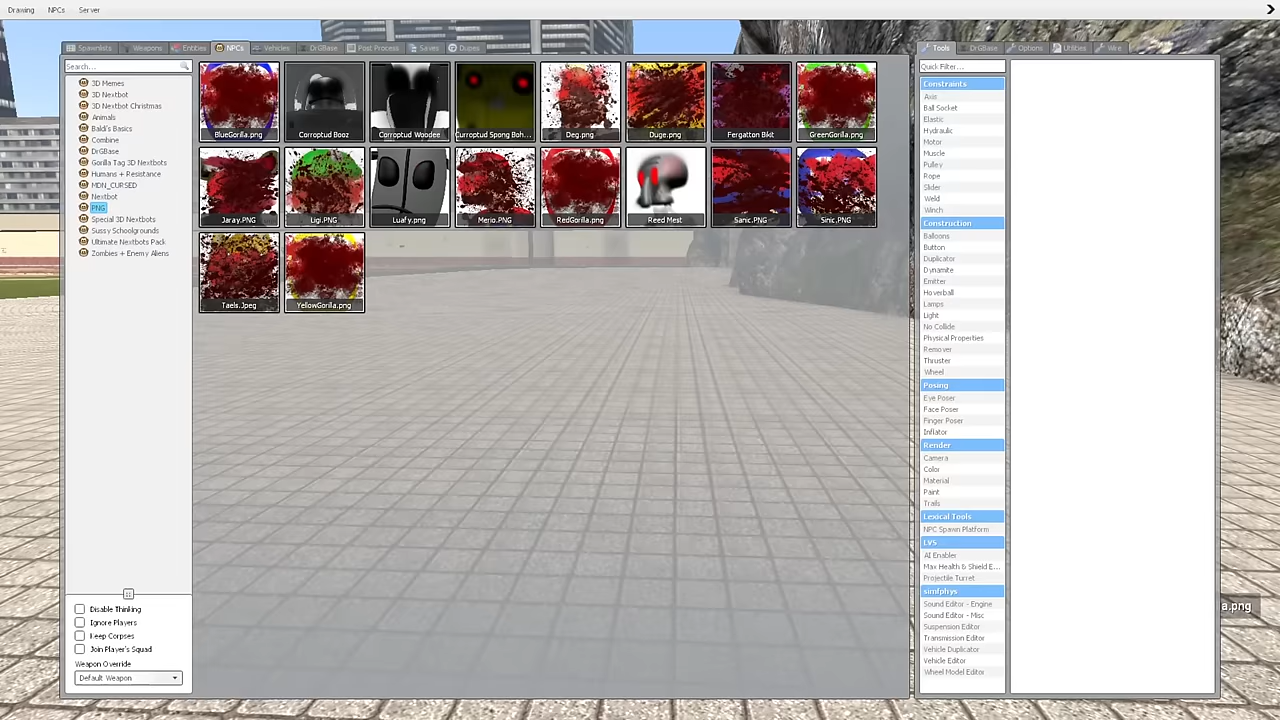 Drawing NPCs Server
Spawnlists Weapons Entities NPCs Vehicles DrGBase Post Process Saves Dupes
Search...
3D Memes
3D Nextbot
3D Nextbot Christmas
Animals
Baldi's Basics
Combine
DrGBase
Gorilla Tag 3D Nextbots
Humans + Resistance
MDN_CURSED
Nextbot
PNG
Special 3D Nextbots
Sussy Schoolgrounds
Ultimate Nextbots Pack
Zombies + Enemy Aliens
BlueGorilla.png Corroptud Booz Corroptud Woodee Curroptud Spong Boh... Deg.png Duge.png Fergatton Bikit GreenGorilla.png
Jaray.PNG Ligi.PNG Luafy.png Merio.PNG RedGorilla.png Reed Mest Sanic.PNG Sinic.PNG
Taels.Jpeg YellowGorilla.png
Disable Thinking
Ignore Players
Keep Corpses
Join Player's Squad
Weapon Override
Default Weapon
Tools DrGBase Options Utilities Wire
Quick Filter...
Constraints
Axis
Ball Socket
Elastic
Hydraulic
Motor
Muscle
Pulley
Rope
Slider
Weld
Winch
Construction
Balloons
Button
Duplicator
Dynamite
Emitter
Hoverball
Lamps
Light
No Collide
Physical Properties
Remover
Thruster
Wheel
Posing
Eye Poser
Face Poser
Finger Poser
Inflator
Render
Camera
Color
Material
Paint
Trails
Lexical Tools
NPC Spawn Platform
LVS
AI Enabler
Max Health & Shield E...
Projectile Turret
simfphys
Sound Editor - Engine
Sound Editor - Misc
Suspension Editor
Transmission Editor
Vehicle Duplicator
Vehicle Editor
Wheel Model Editor
a.png